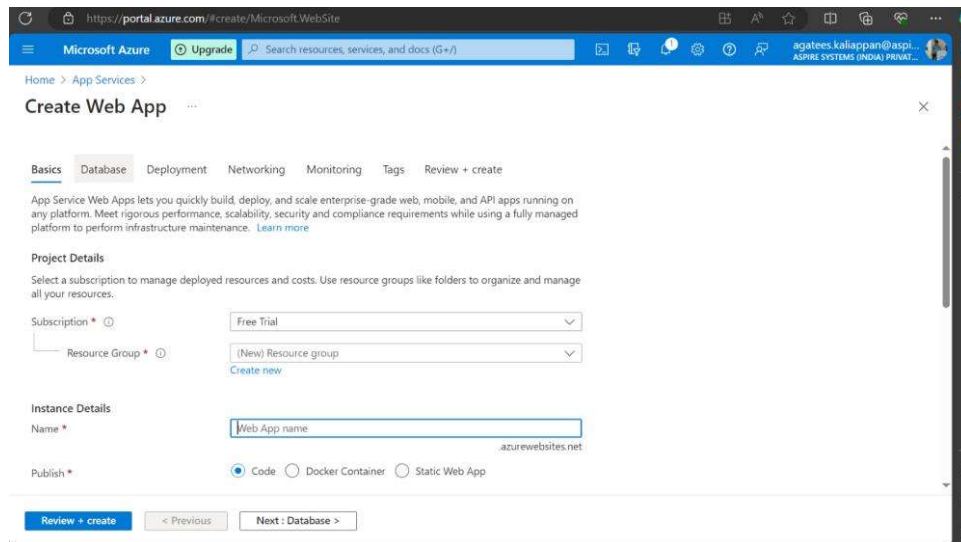 https://portal.azure.com/#create/Microsoft.WebSite
Microsoft Azure
Upgrade
Search resources, services, and docs (G+/)
1
agatees.kaliappan@aspi...
ASPIRE SYSTEMS (INDIA) PRIVAT...
Home > App Services >
Create Web App ...
Basics Database Deployment Networking Monitoring Tags Review + create
App Service Web Apps lets you quickly build, deploy, and scale enterprise-grade web, mobile, and API apps running on
any platform. Meet rigorous performance, scalability, security and compliance requirements while using a fully managed
platform to perform infrastructure maintenance. Learn more
Project Details
Select a subscription to manage deployed resources and costs. Use resource groups like folders to organize and manage
all your resources.
Subscription *
Free Trial
Resource Group *
(New) Resource group
Create new
Instance Details
Name *
Web App name
.azurewebsites.net
Publish *
Code Docker Container Static Web App
Review + create
< Previous
Next : Database >